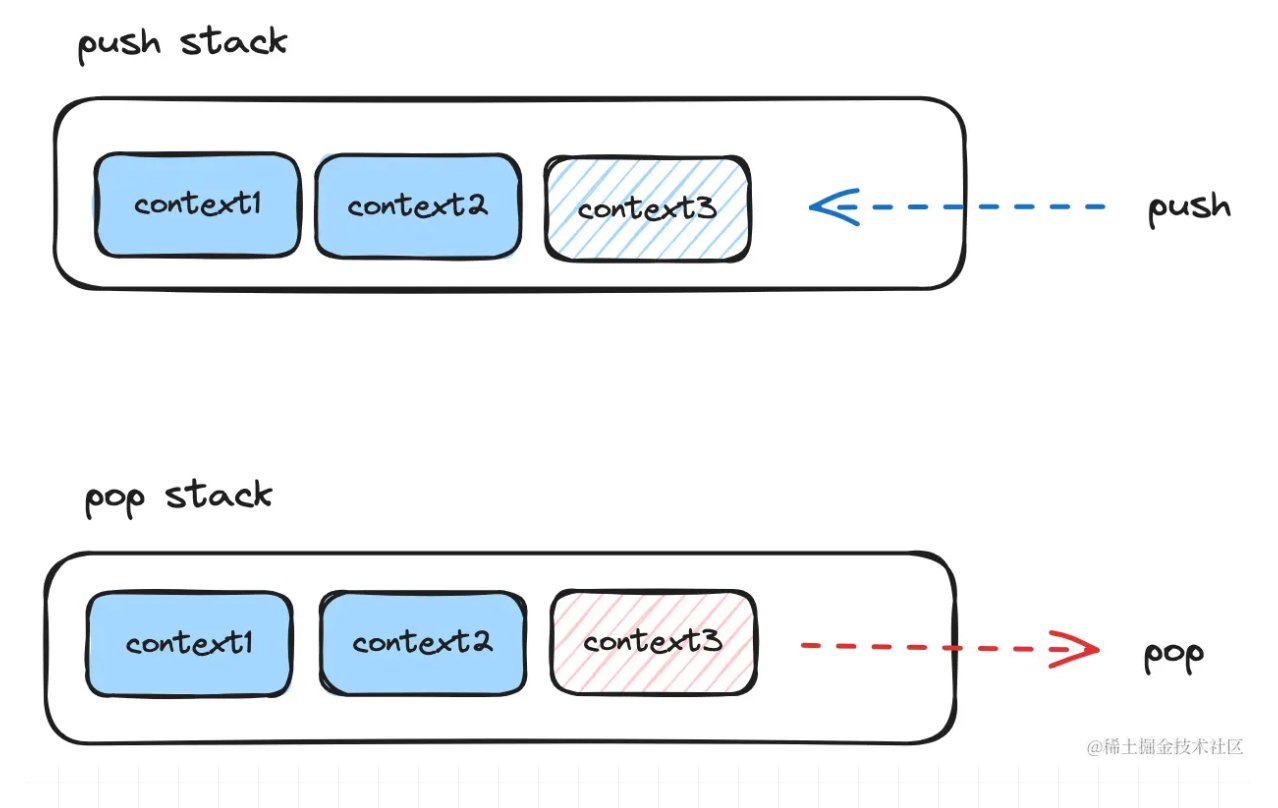 push stack
context1
context2
context3
push
pop stack
context1
context2
context3
pop
@稀土掘金技术社区